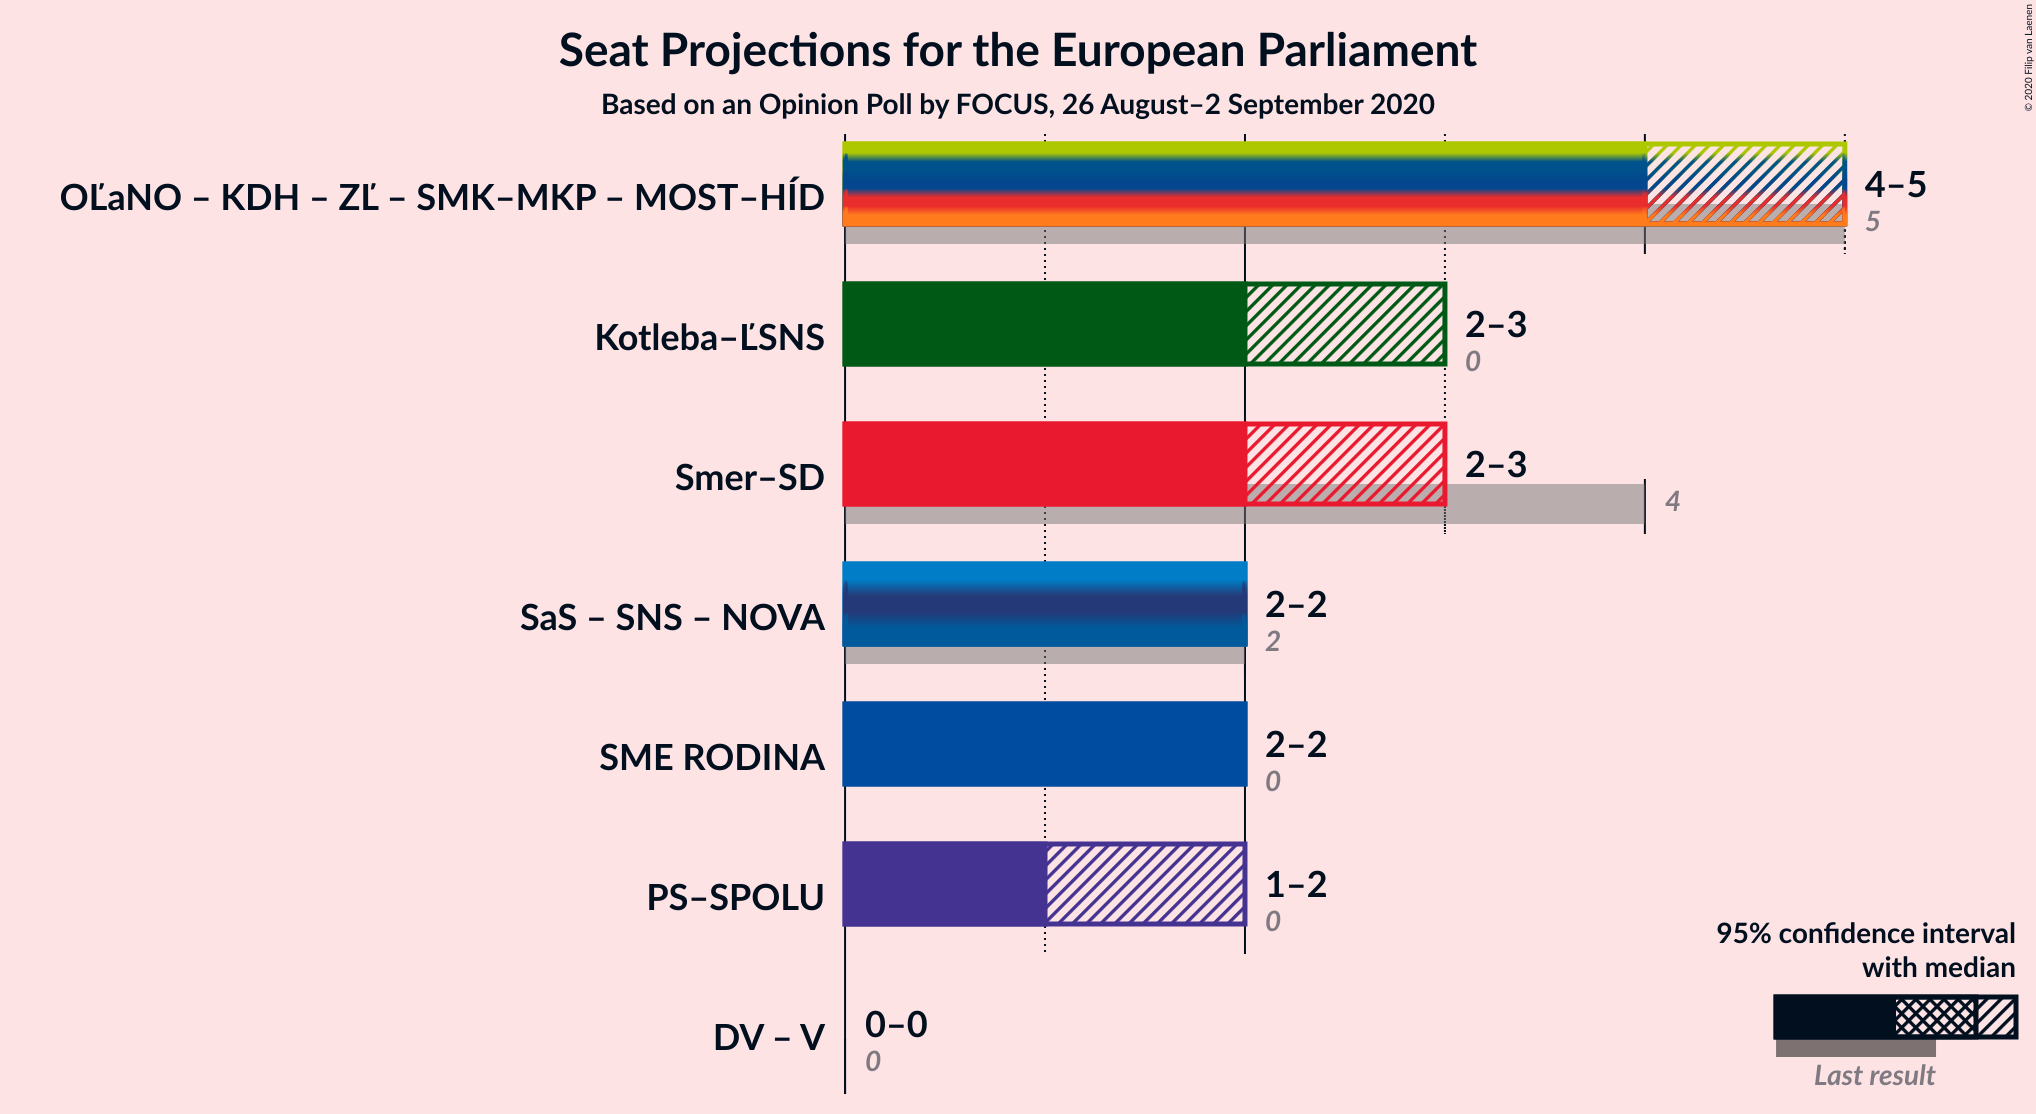 Seat Projections for the European Parliament
Based on an Opinion Poll by FOCUS, 26 August–2 September 2020
© 2020 Filip van Laenen
OĽaNO – KDH – ZĽ – SMK–MKP – MOST–HÍD
4–5
5
Kotleba–ĽSNS
2–3
0
Smer–SD
2–3
4
SaS – SNS – NOVA
2–2
2
SME RODINA
2–2
0
PS–SPOLU
1–2
0
DV – V
0–0
0
95% confidence interval
with median
Last result